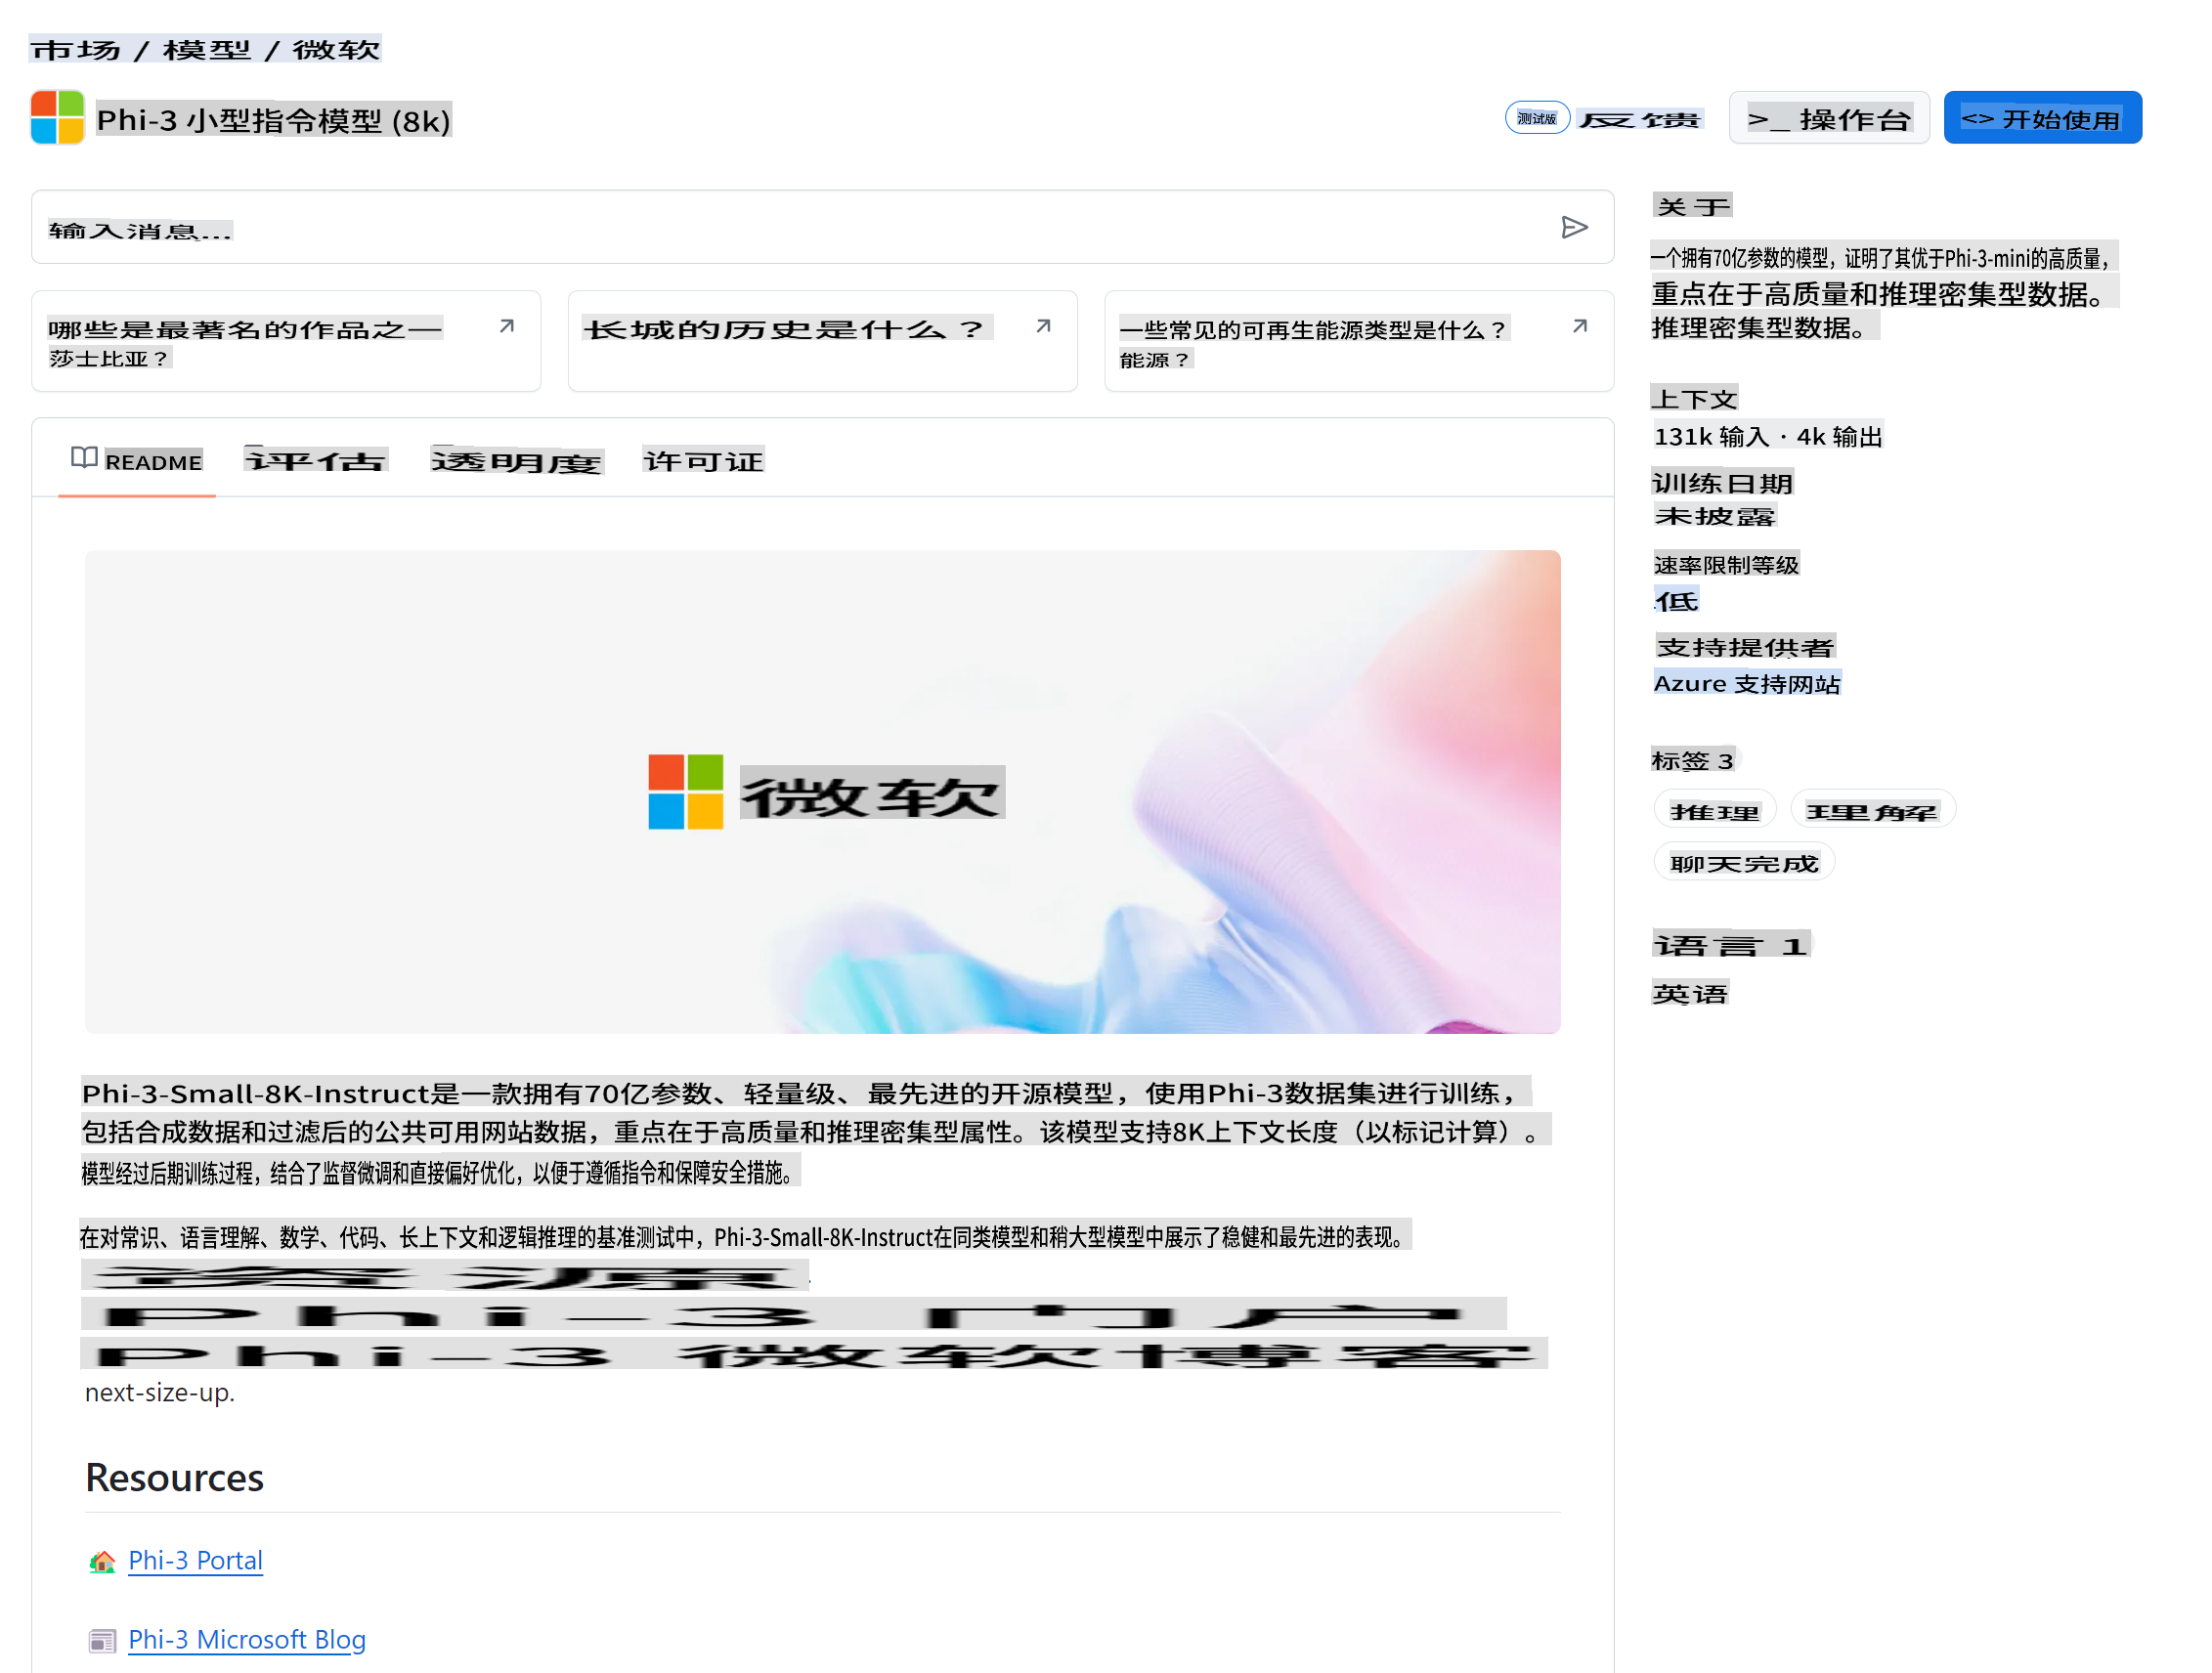 市场 / 模型 / 微软
Phi-3 小型指令模型 (8k)
测试版
反馈
>_ 操作台
<> 开始使用
输入消息...
哪些是最著名的作品之一
莎士比亚？
长城的历史是什么？
一些常见的可再生能源类型是什么？
能源？
README
评估
透明度
许可证
微软
Phi-3-Small-8K-Instruct是一款拥有70亿参数、轻量级、最先进的开源模型，使用Phi-3数据集进行训练，
包括合成数据和过滤后的公共可用网站数据，重点在于高质量和推理密集型属性。该模型支持8K上下文长度（以标记计算）。
模型经过后期训练过程，结合了监督微调和直接偏好优化，以便于遵循指令和保障安全措施。
在对常识、语言理解、数学、代码、长上下文和逻辑推理的基准测试中，Phi-3-Small-8K-Instruct在同类模型和稍大型模型中展示了稳健和最先进的表现。
资源
Phi-3 门户
Phi-3 微软博客
next-size-up.
Resources
Phi-3 Portal
Phi-3 Microsoft Blog
关于
一个拥有70亿参数的模型，证明了其优于Phi-3-mini的高质量，
重点在于高质量和推理密集型数据。
推理密集型数据。
上下文
131k 输入 · 4k 输出
训练日期
未披露
速率限制等级
低
支持提供者
Azure 支持网站
标签 3
推理
理解
聊天完成
语言 1
英语